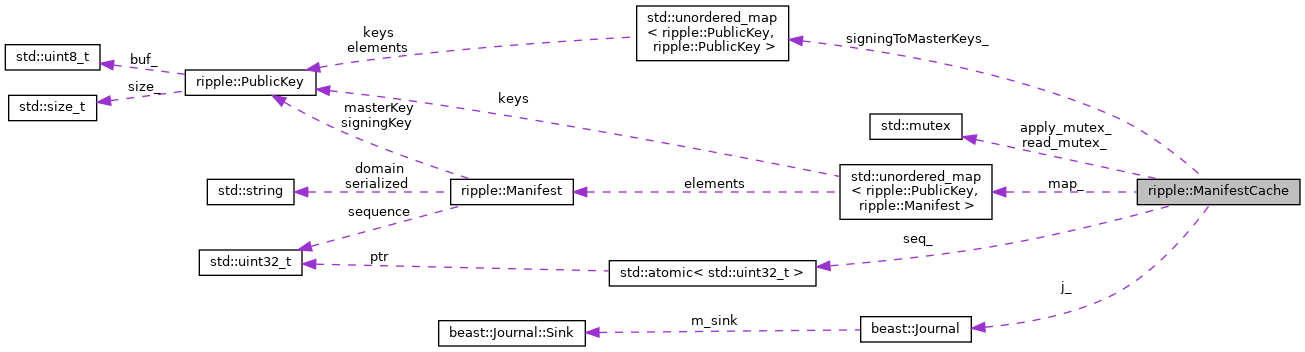 std::unordered_map
< ripple::PublicKey,
ripple::PublicKey >
keys
elements
signingToMasterKeys_
std::uint8_t
buf_
ripple::PublicKey
size_
std::size_t
keys
masterKey
signingKey
std::mutex
apply_mutex_
read_mutex_
domain
serialized
std::string
ripple::Manifest
elements
std::unordered_map
< ripple::PublicKey,
ripple::Manifest >
map_
ripple::ManifestCache
sequence
std::uint32_t
ptr
std::atomic< std::uint32_t >
seq_
j_
beast::Journal::Sink
m_sink
beast::Journal